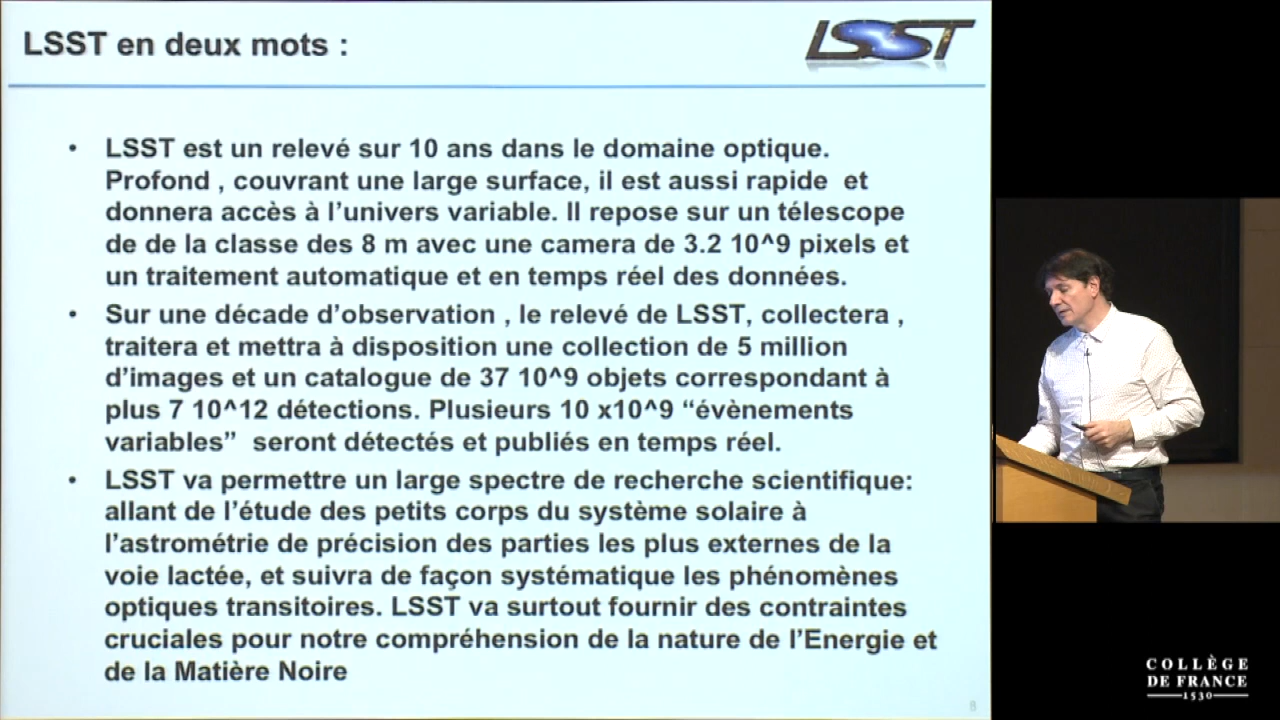 LSST en deux mots :
LSST
LSST est un relevé sur 10 ans dans le domaine optique.
Profond , couvrant une large surface, il est aussi rapide et
donnera accès à l'univers variable. Il repose sur un télescope
de de la classe des 8 m avec une camera de 3.2 10^9 pixels et
un traitement automatique et en temps réel des données.
Sur une décade d'observation , le relevé de LSST, collectera ,
traitera et mettra à disposition une collection de 5 million
d'images et un catalogue de 37 10^9 objets correspondant à
plus 7 10^12 détections. Plusieurs 10 x10^9 “évènements
variables” seront détectés et publiés en temps réel.
LSST va permettre un large spectre de recherche scientifique:
allant de l'étude des petits corps du système solaire à
l'astrométrie de précision des parties les plus externes de la
voie lactée, et suivra de façon systématique les phénomènes
optiques transitoires. LSST va surtout fournir des contraintes
cruciales pour notre compréhension de la nature de l'Energie et
de la Matière Noire
8
COLLÈGE
DE FRANCE
1530